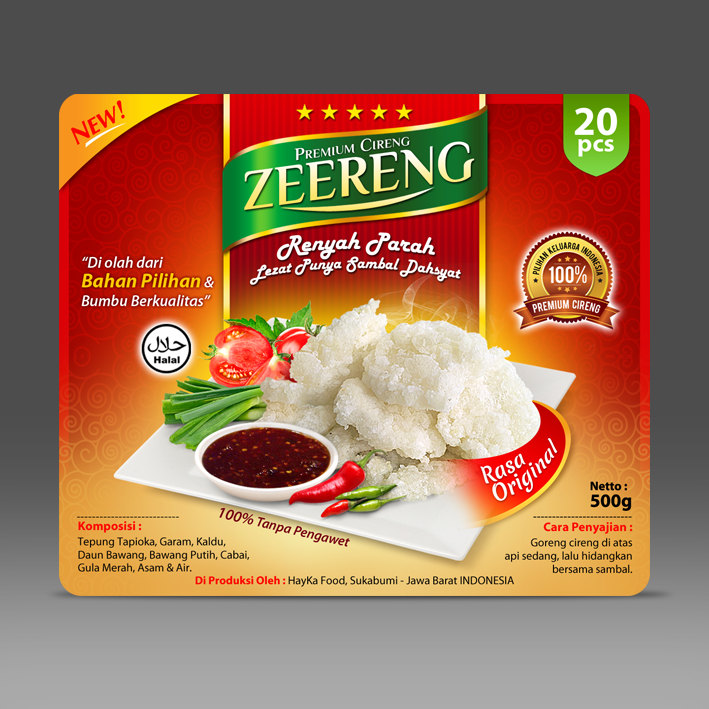 NEW!
20
pcs
PREMIUM CIRENG
ZEERENG
Renyah Parah
Lezat Punya Sambal Dahsyat
"Di olah dari
Bahan Pilihan &
Bumbu Berkualitas"
حلال
Halal
PILIHAN KELUARGA INDONESIA
100%
PREMIUM CIRENG
Rasa
Original
100% Tanpa Pengawet
Netto :
500g
Komposisi :
Tepung Tapioka, Garam, Kaldu,
Daun Bawang, Bawang Putih, Cabai,
Gula Merah, Asam & Air.
Cara Penyajian :
Goreng cireng di atas
api sedang, lalu hidangkan
bersama sambal.
Di Produksi Oleh : HayKa Food, Sukabumi - Jawa Barat INDONESIA